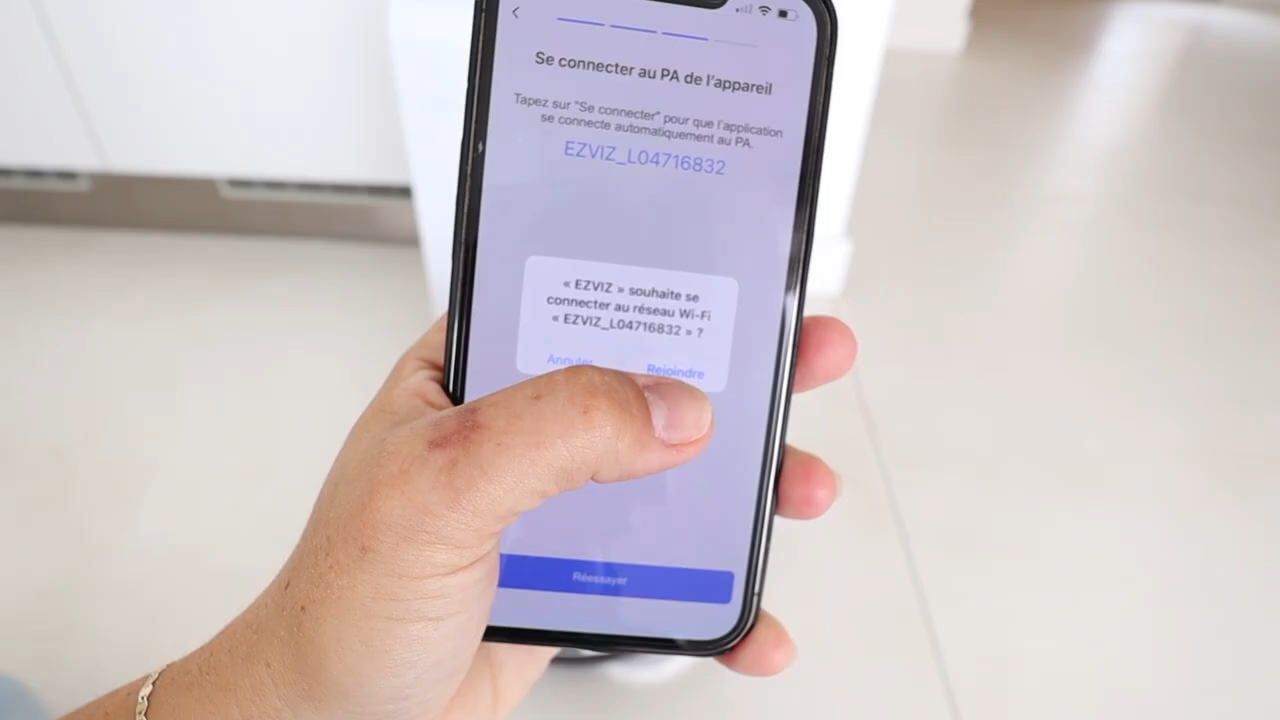 Se connecter au PA de l'appareil
Tapez sur "Se connecter" pour que l'application
se connecte automatiquement au PA.
EZVIZ_L04716832
« EZVIZ » souhaite se
connecter au réseau Wi-Fi
« EZVIZ_L04716832 » ?
Annuler
Rejoindre
Réessayer